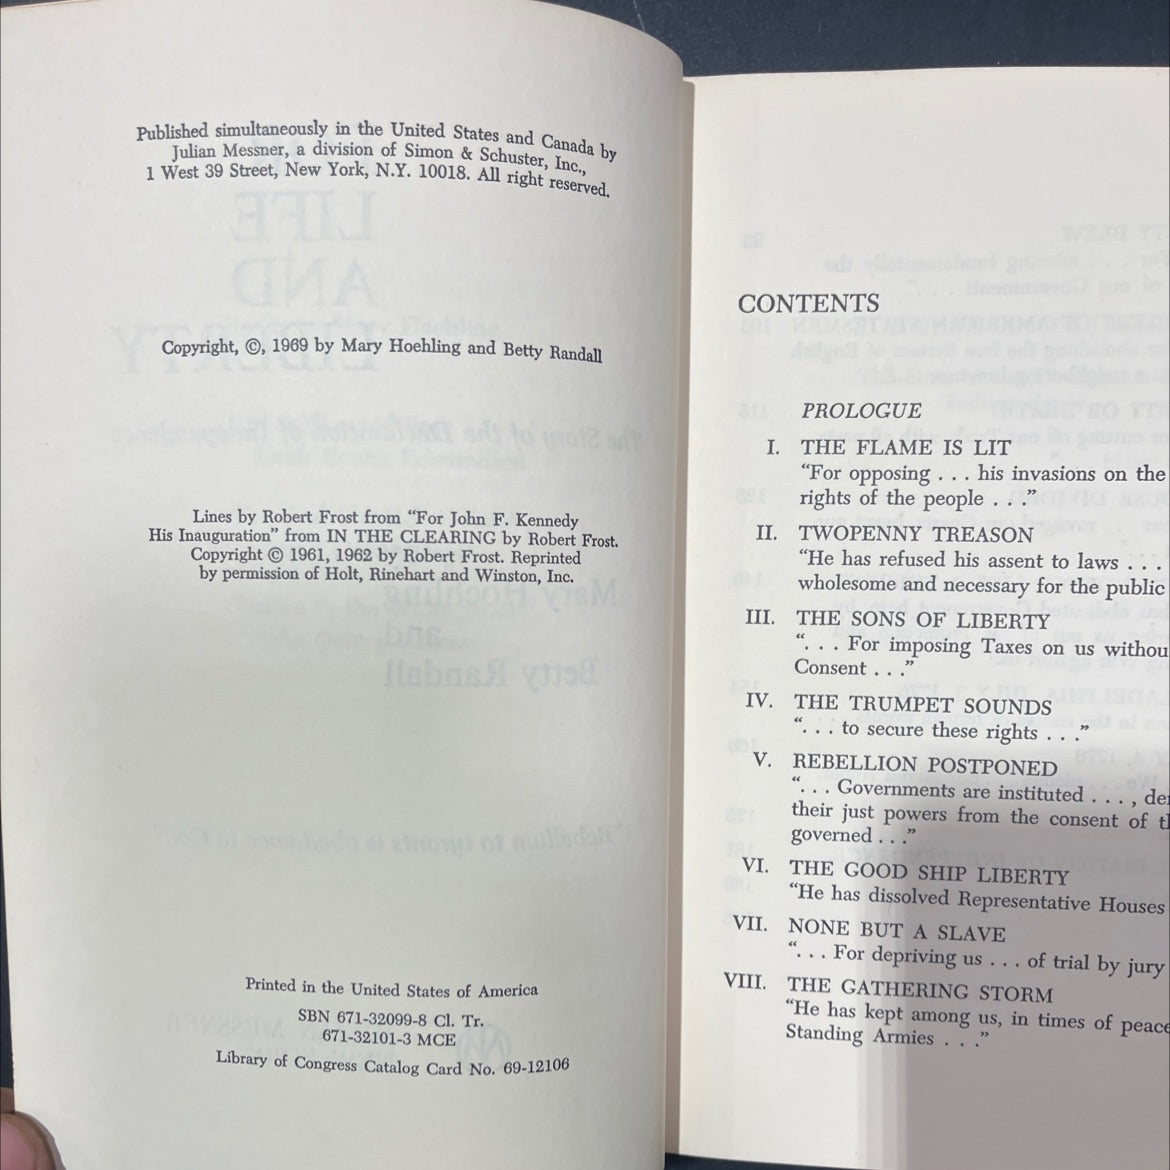 Published simultaneously in the United States and Canada by
Julian Messner, a division of Simon & Schuster, Inc.,
1 West 39 Street, New York, N.Y. 10018. All right reserved.
Copyright, ©, 1969 by Mary Hoehling and Betty Randall
Lines by Robert Frost from “For John F. Kennedy
His Inauguration” from IN THE CLEARING by Robert Frost.
Copyright © 1961, 1962 by Robert Frost. Reprinted
by permission of Holt, Rinehart and Winston, Inc.
Printed in the United States of America
SBN 671-32099-8 Cl. Tr.
671-32101-3 MCE
Library of Congress Catalog Card No. 69-12106
CONTENTS
PROLOGUE
I. THE FLAME IS LIT
“For opposing . . . his invasions on the
rights of the people . . .”
II. TWOPENNY TREASON
“He has refused his assent to laws . . .
wholesome and necessary for the public
III. THE SONS OF LIBERTY
“. . . For imposing Taxes on us withou
Consent . . .”
IV. THE TRUMPET SOUNDS
“. . . to secure these rights . . .”
V. REBELLION POSTPONED
“. . . Governments are instituted . . . , de
their just powers from the consent of t
governed . . .”
VI. THE GOOD SHIP LIBERTY
“He has dissolved Representative Houses
VII. NONE BUT A SLAVE
“. . . For depriving us . . . of trial by jury
VIII. THE GATHERING STORM
“He has kept among us, in times of peace
Standing Armies . . .”